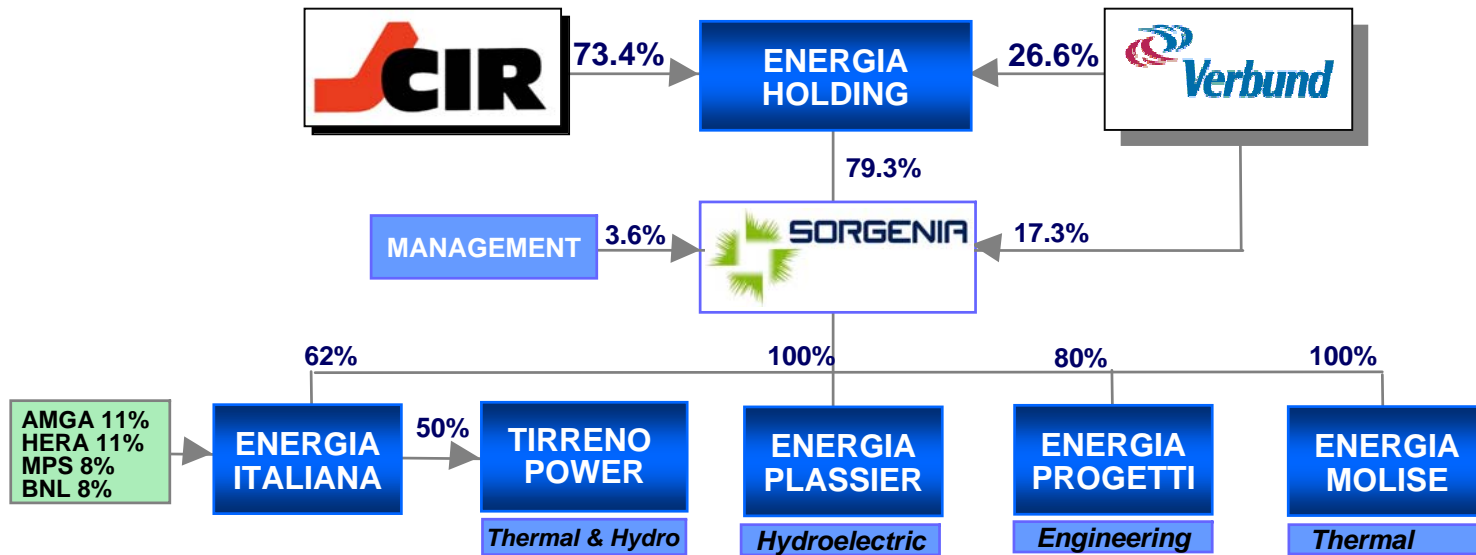 CIR
73.4%
ENERGIA
HOLDING
26.6%
Verbund
79.3%
MANAGEMENT
3.6%
SORGENIA
17.3%
62%
100%
80%
100%
AMGA 11%
HERA 11%
MPS 8%
BNL 8%
ENERGIA
ITALIANA
50%
TIRRENO
POWER
ENERGIA
PLASSIER
ENERGIA
PROGETTI
ENERGIA
MOLISE
Thermal & Hydro
Hydroelectric
Engineering
Thermal